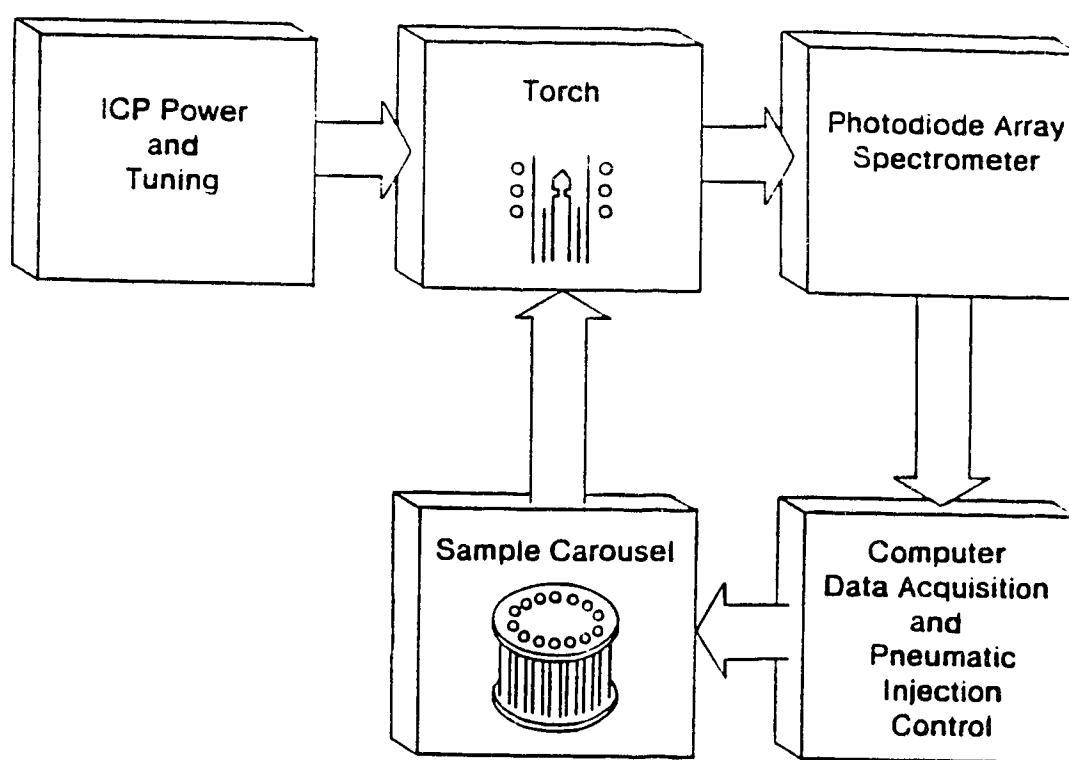 ICP Power
and
Tuning
Torch
Photodiode Array
Spectrometer
Sample Carousel
Computer
Data Acquisition
and
Pneumatic
Injection
Control